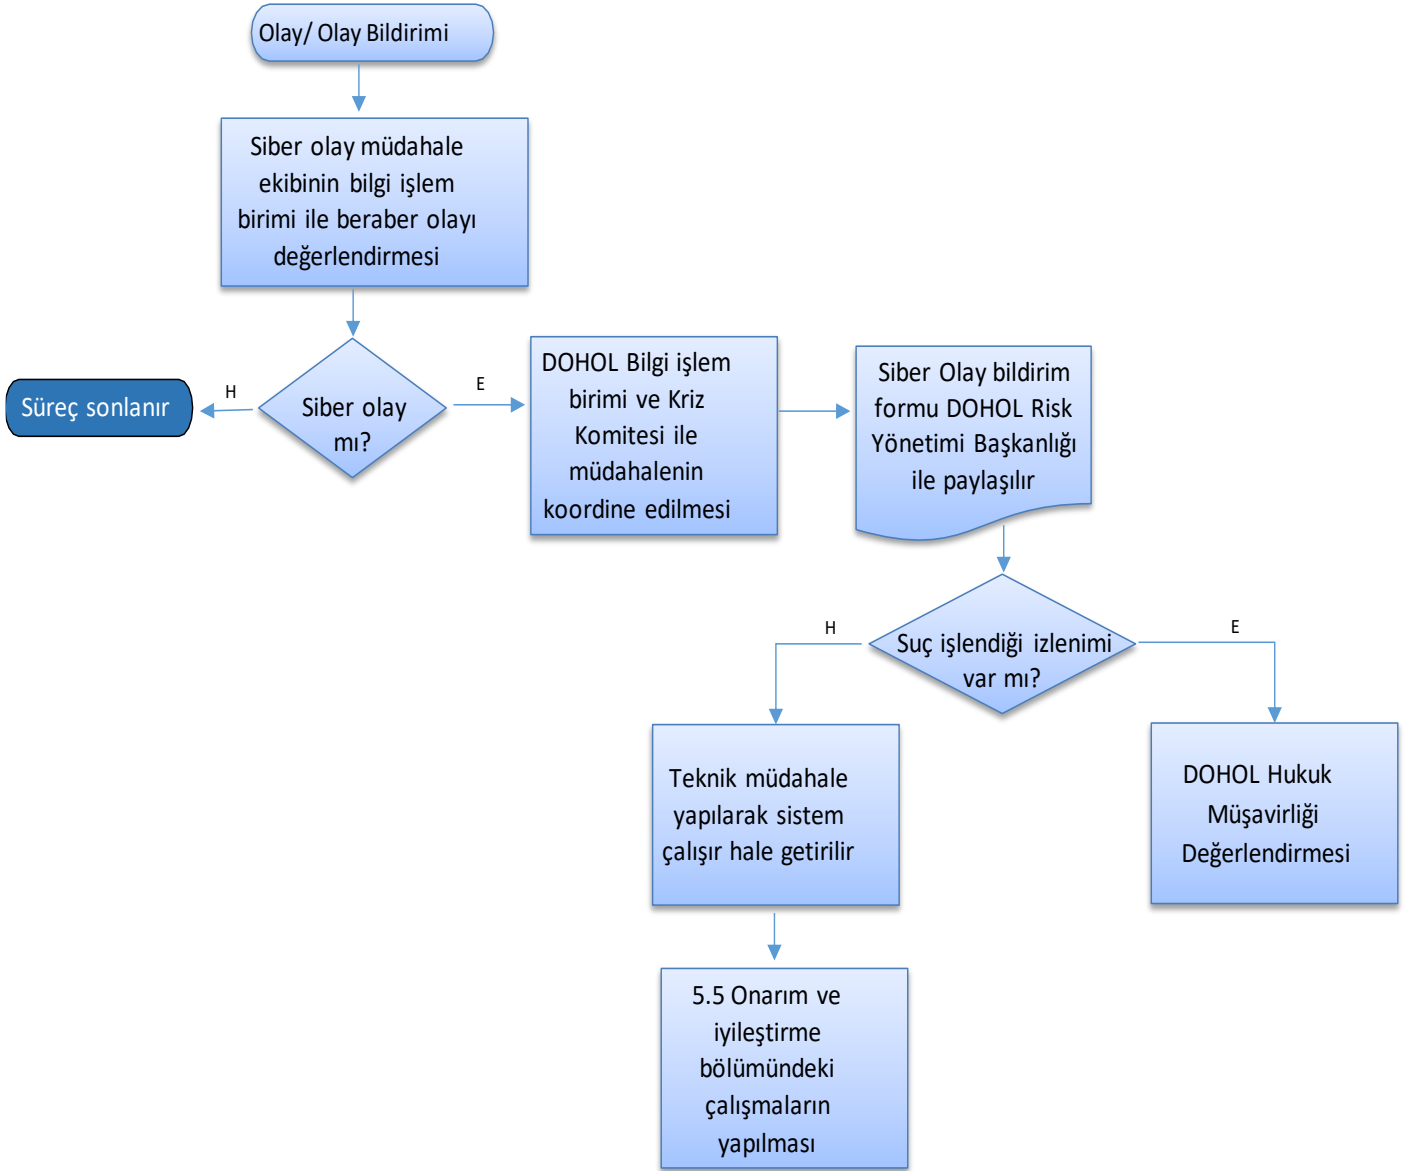 Olay/ Olay Bildirimi
Siber olay müdahale
ekibinin bilgi işlem
birimi ile beraber olayı
değerlendirmesi
Siber olay
mı?
H
Süreç sonlanır
E
DOHOL Bilgi işlem
birimi ve Kriz
Komitesi ile
müdahalenin
koordine edilmesi
Siber Olay bildirim
formu DOHOL Risk
Yönetimi Başkanlığı
ile paylaşılır
Suç işlendiği izlenimi
var mı?
H
E
Teknik müdahale
yapılarak sistem
çalışır hale getirilir
DOHOL Hukuk
Müşavirliği
Değerlendirmesi
5.5 Onarım ve
iyileştirme
bölümündeki
çalışmaların
yapılması